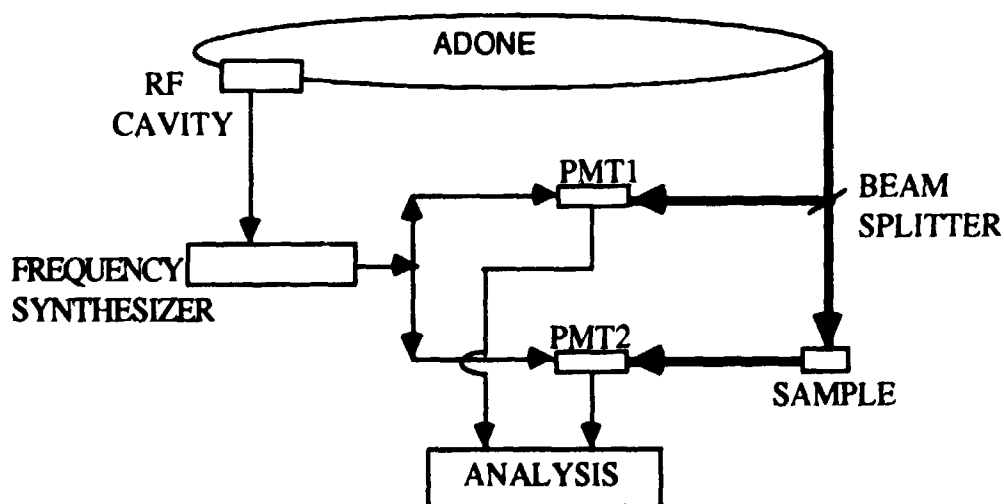 ADONE
RF
CAVITY
PMT1
BEAM
SPLITTER
FREQUENCY
SYNTHESIZER
PMT2
SAMPLE
ANALYSIS